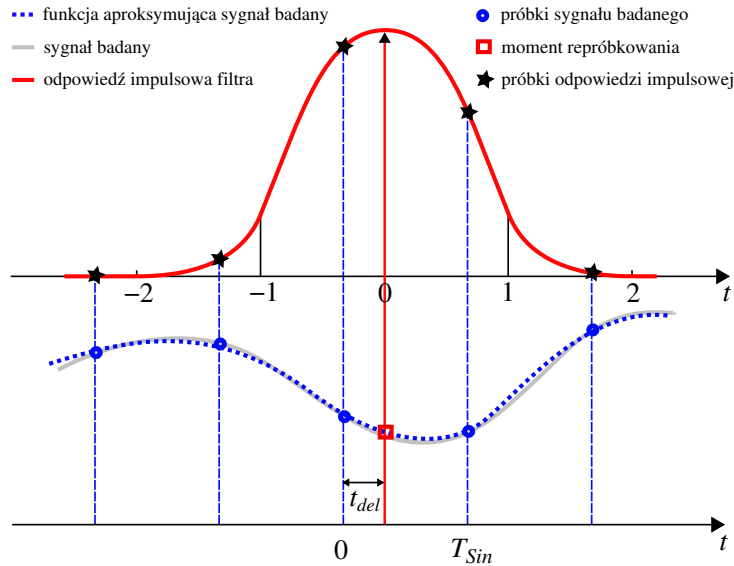 funkcja aproksymująca sygnał badany
sygnał badany
odpowiedź impulsowa filtra
próbki sygnału badanego
moment repróbkowania
próbki odpowiedzi impulsowej
−2 −1 0 1 2 t
t_del
0 T_Sin t